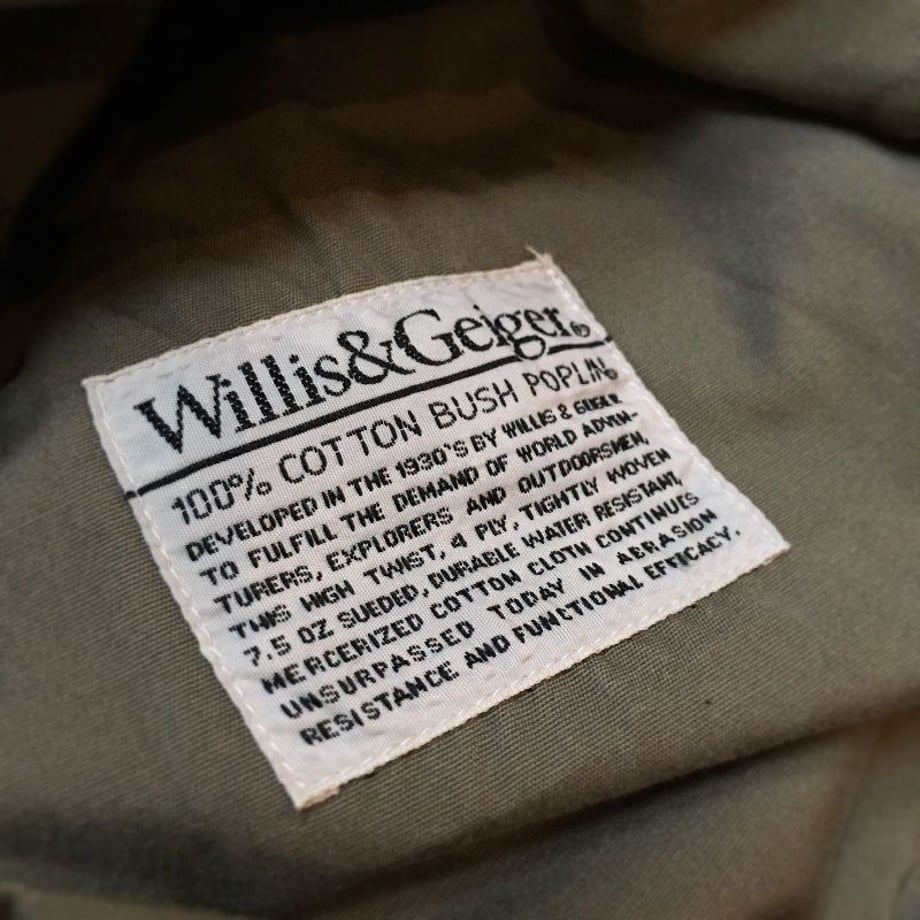 Willis&Geiger®
100% COTTON BUSH POPLIN®
DEVELOPED IN THE 1930'S BY WILLIS & GEIGER
TO FULFILL THE DEMAND OF WORLD ADVEN-
TURERS, EXPLORERS AND OUTDOORSMEN,
THIS HIGH TWIST, 4 PLY, TIGHTLY WOVEN
7.5 OZ SUEDED, DURABLE WATER RESISTANT,
MERCERIZED COTTON CLOTH CONTINUES
UNSURPASSED TODAY IN ABRASION
RESISTANCE AND FUNCTIONAL EFFICACY.